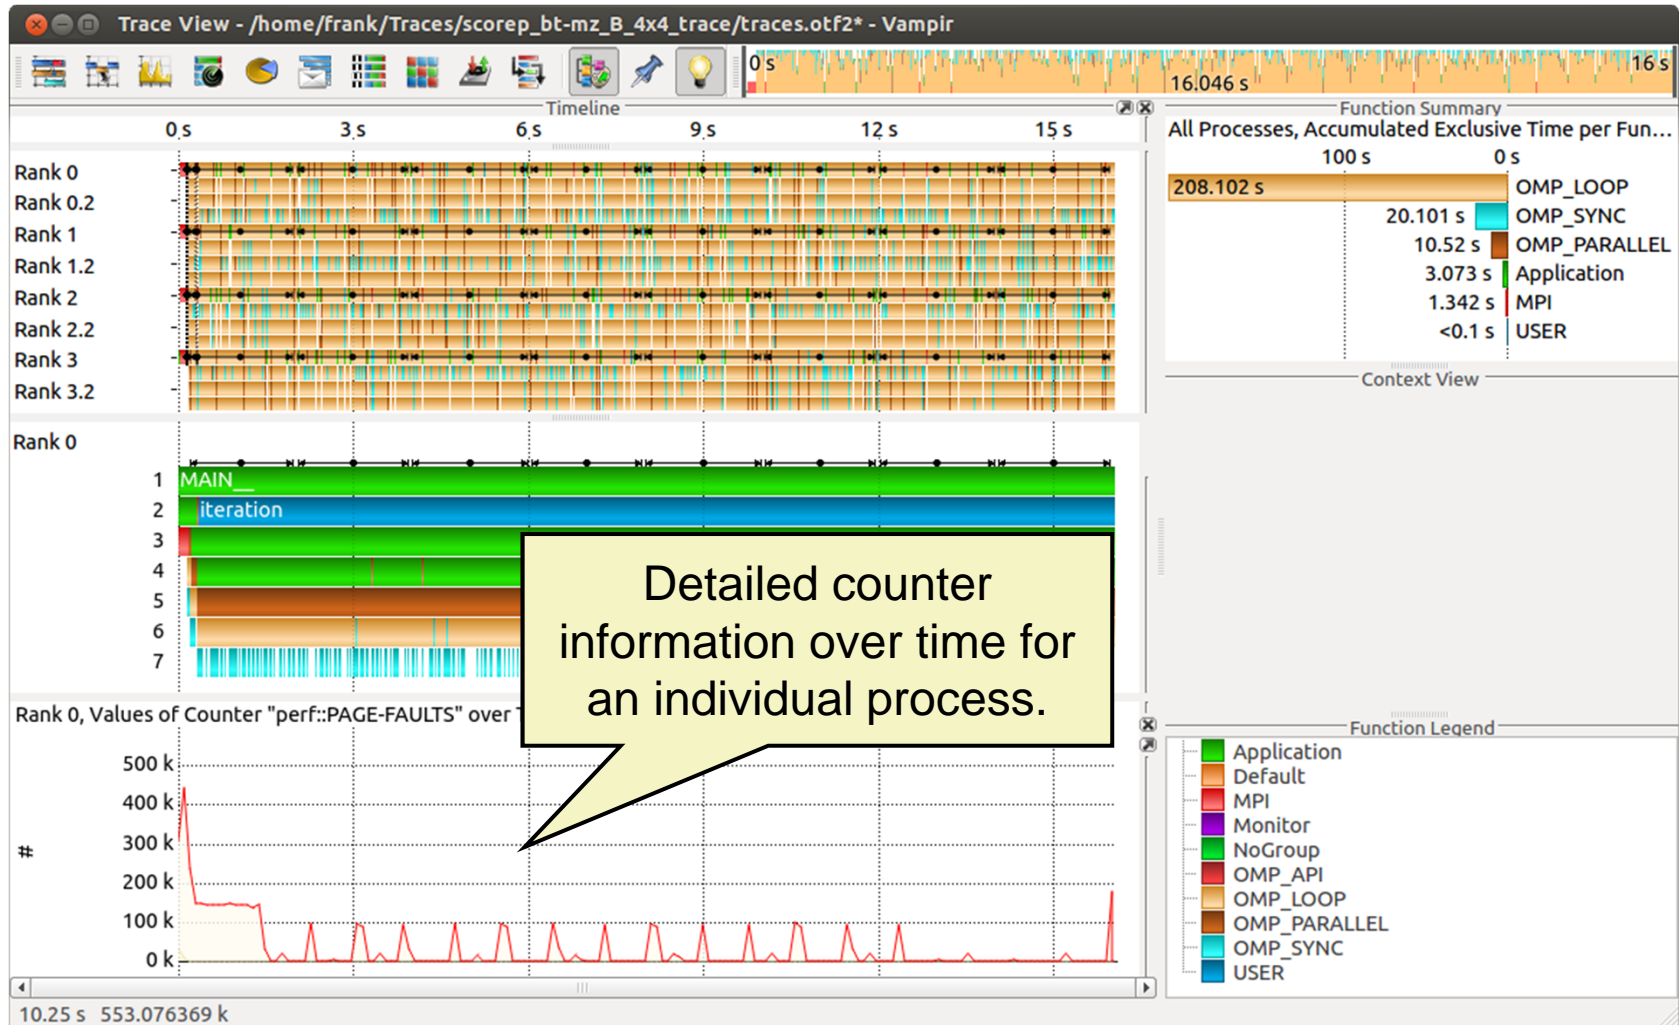 Trace View - /home/frank/Traces/scorep_bt-mz_B_4x4_trace/traces.otf2* - Vampir
0 s
16 s
16.046 s
Timeline
0 s
3 s
6 s
9 s
12 s
15 s
Rank 0
Rank 0.2
Rank 1
Rank 1.2
Rank 2
Rank 2.2
Rank 3
Rank 3.2
Rank 0
1
MAIN__
2
iteration
3
4
5
6
7
Detailed counter
information over time for
an individual process.
Rank 0, Values of Counter "perf::PAGE-FAULTS" over
500 k
400 k
300 k
200 k
100 k
0 k
#
Function Summary
All Processes, Accumulated Exclusive Time per Fun...
100 s
0 s
208.102 s
OMP_LOOP
20.101 s
OMP_SYNC
10.52 s
OMP_PARALLEL
3.073 s
Application
1.342 s
MPI
<0.1 s
USER
Context View
Function Legend
Application
Default
MPI
Monitor
NoGroup
OMP_API
OMP_LOOP
OMP_PARALLEL
OMP_SYNC
USER
10.25 s 553.076369 k